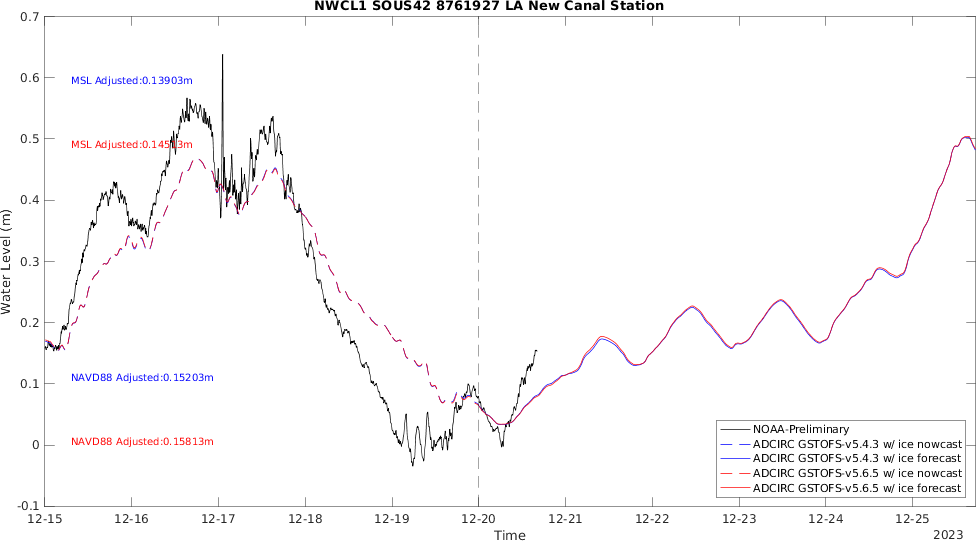 NWCL1 SOUS42 8761927 LA New Canal Station
0.7
0.6
0.5
0.4
0.3
0.2
0.1
0
-0.1
Water Level (m)
MSL Adjusted:0.13903m
MSL Adjusted:0.14513m
NAVD88 Adjusted:0.15203m
NAVD88 Adjusted:0.15813m
NOAA-Preliminary
ADCIRC GSTOFS-v5.4.3 w/ ice nowcast
ADCIRC GSTOFS-v5.4.3 w/ ice forecast
ADCIRC GSTOFS-v5.6.5 w/ ice nowcast
ADCIRC GSTOFS-v5.6.5 w/ ice forecast
12-15 12-16 12-17 12-18 12-19 12-20 12-21 12-22 12-23 12-24 12-25
Time
2023